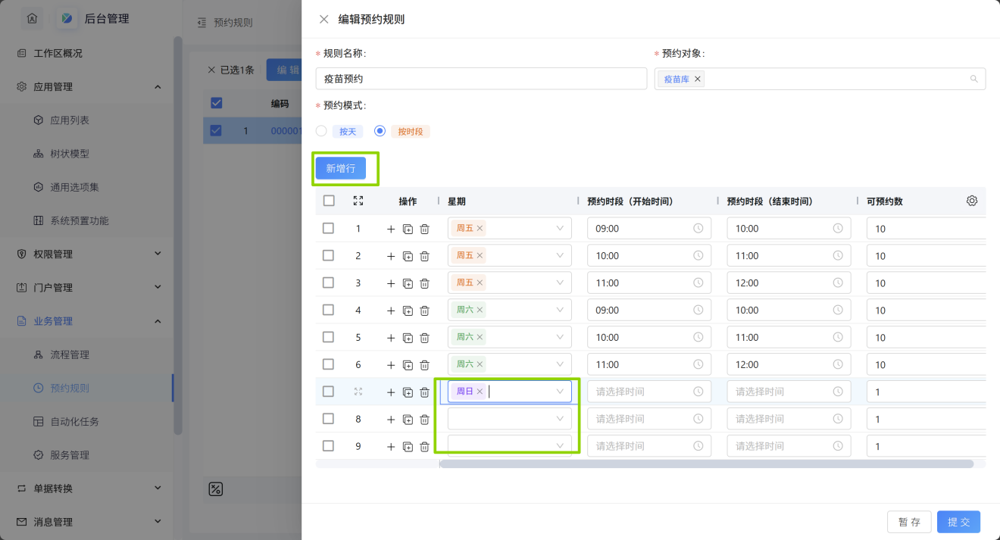 后台管理
工作区概况
应用管理
应用列表
树状模型
通用选项集
系统预置功能
权限管理
门户管理
业务管理
流程管理
预约规则
自动化任务
服务管理
单据转换
消息管理
预约规则
已选1条 编 辑
编码
1 000001
编辑预约规则
* 规则名称: * 预约对象:
疫苗预约 疫苗库
* 预约模式:
按天 按时段
新增行
操作 星期 预约时段（开始时间） 预约时段（结束时间） 可预约数
1 周五 09:00 10:00 10
2 周五 10:00 11:00 10
3 周五 11:00 12:00 10
4 周六 09:00 10:00 10
5 周六 10:00 11:00 10
6 周六 11:00 12:00 10
周日 请选择时间 请选择时间 1
8 请选择时间 请选择时间 1
9 请选择时间 请选择时间 1
暂 存 提 交